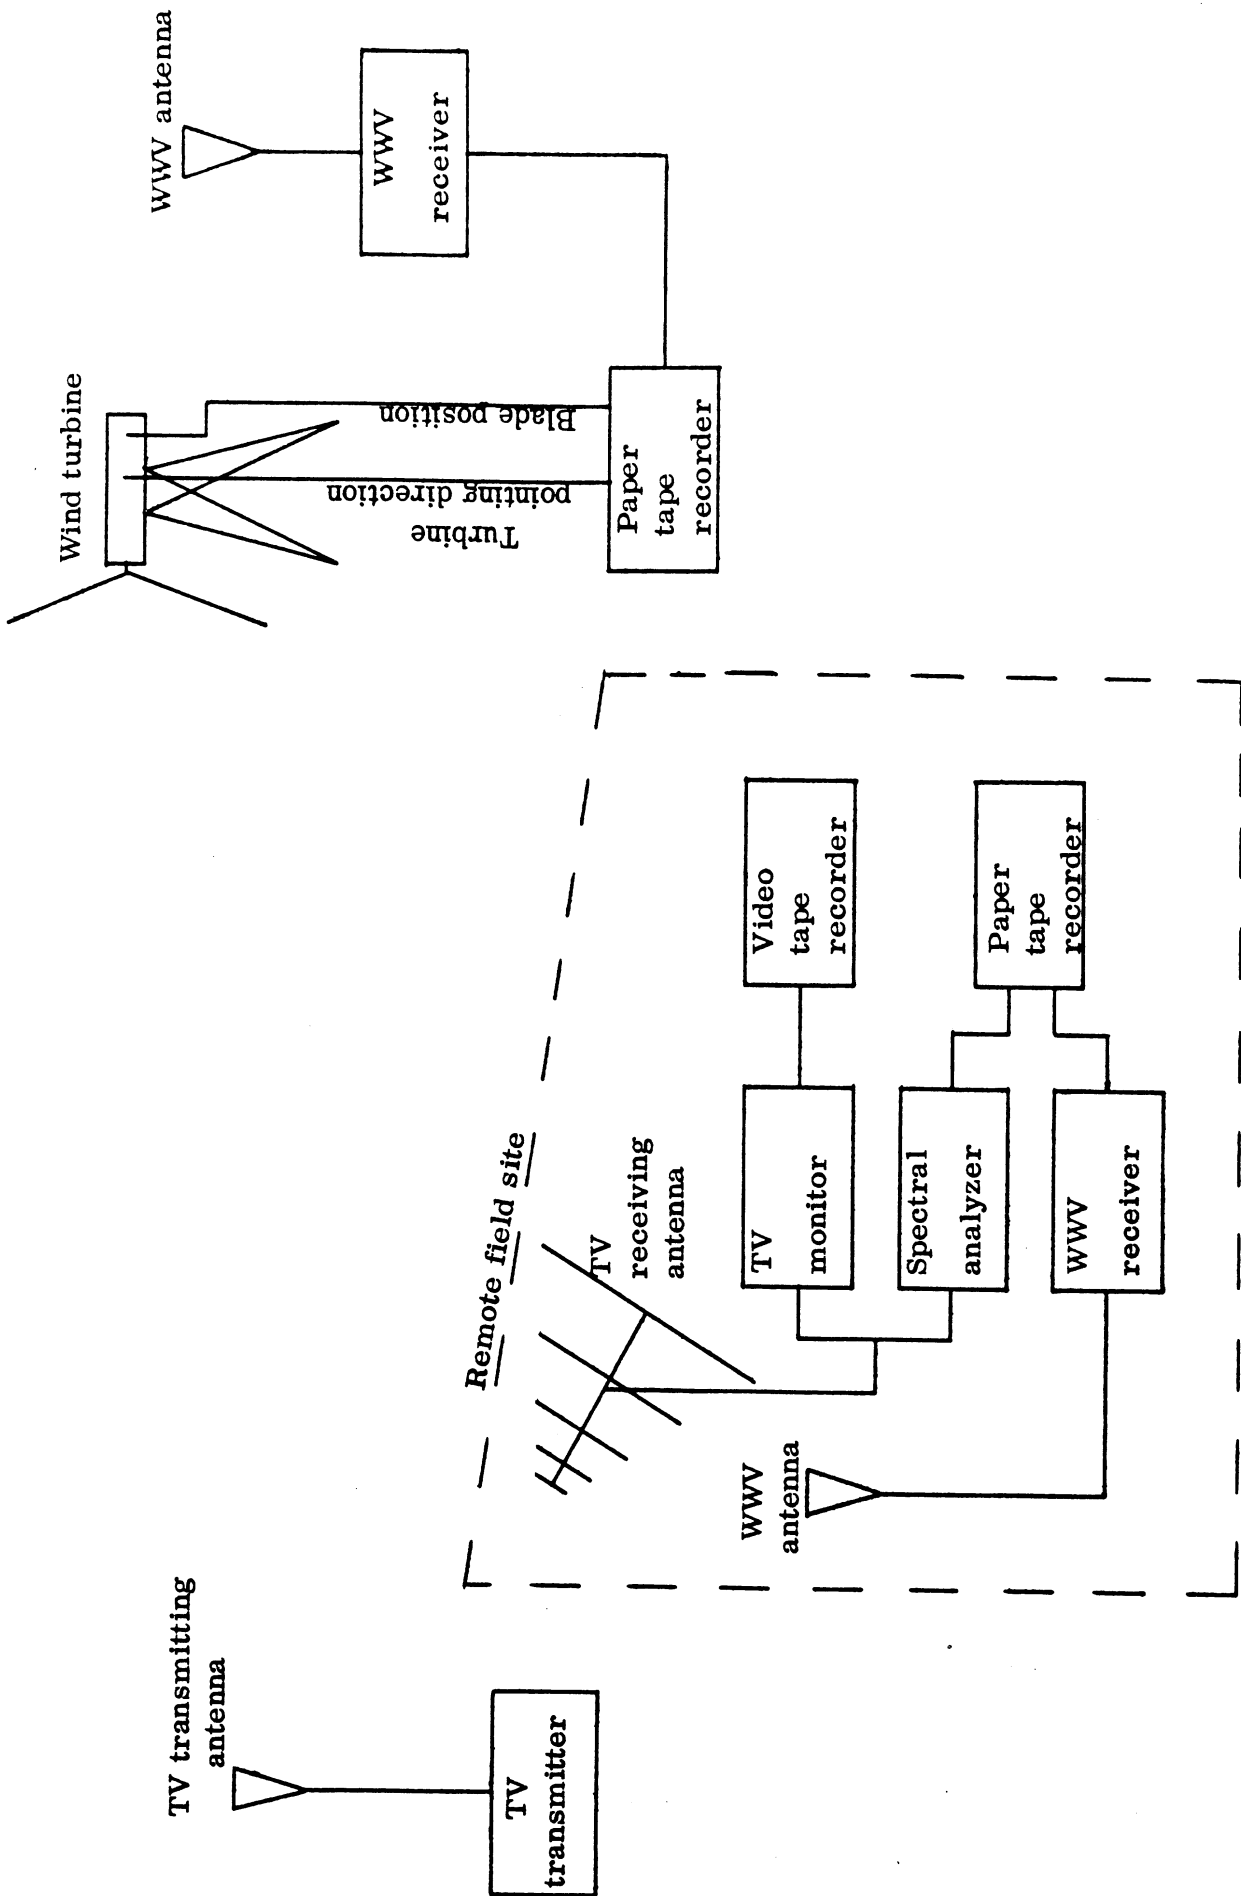 TV transmitting
antenna
TV
transmitter
Remote field site
TV
receiving
antenna
WWV
antenna
TV
monitor
Video
tape
recorder
Spectral
analyzer
Paper
tape
recorder
WWV
receiver
Wind turbine
Turbine
pointing direction
Blade position
Paper
tape
recorder
WWV antenna
WWV
receiver